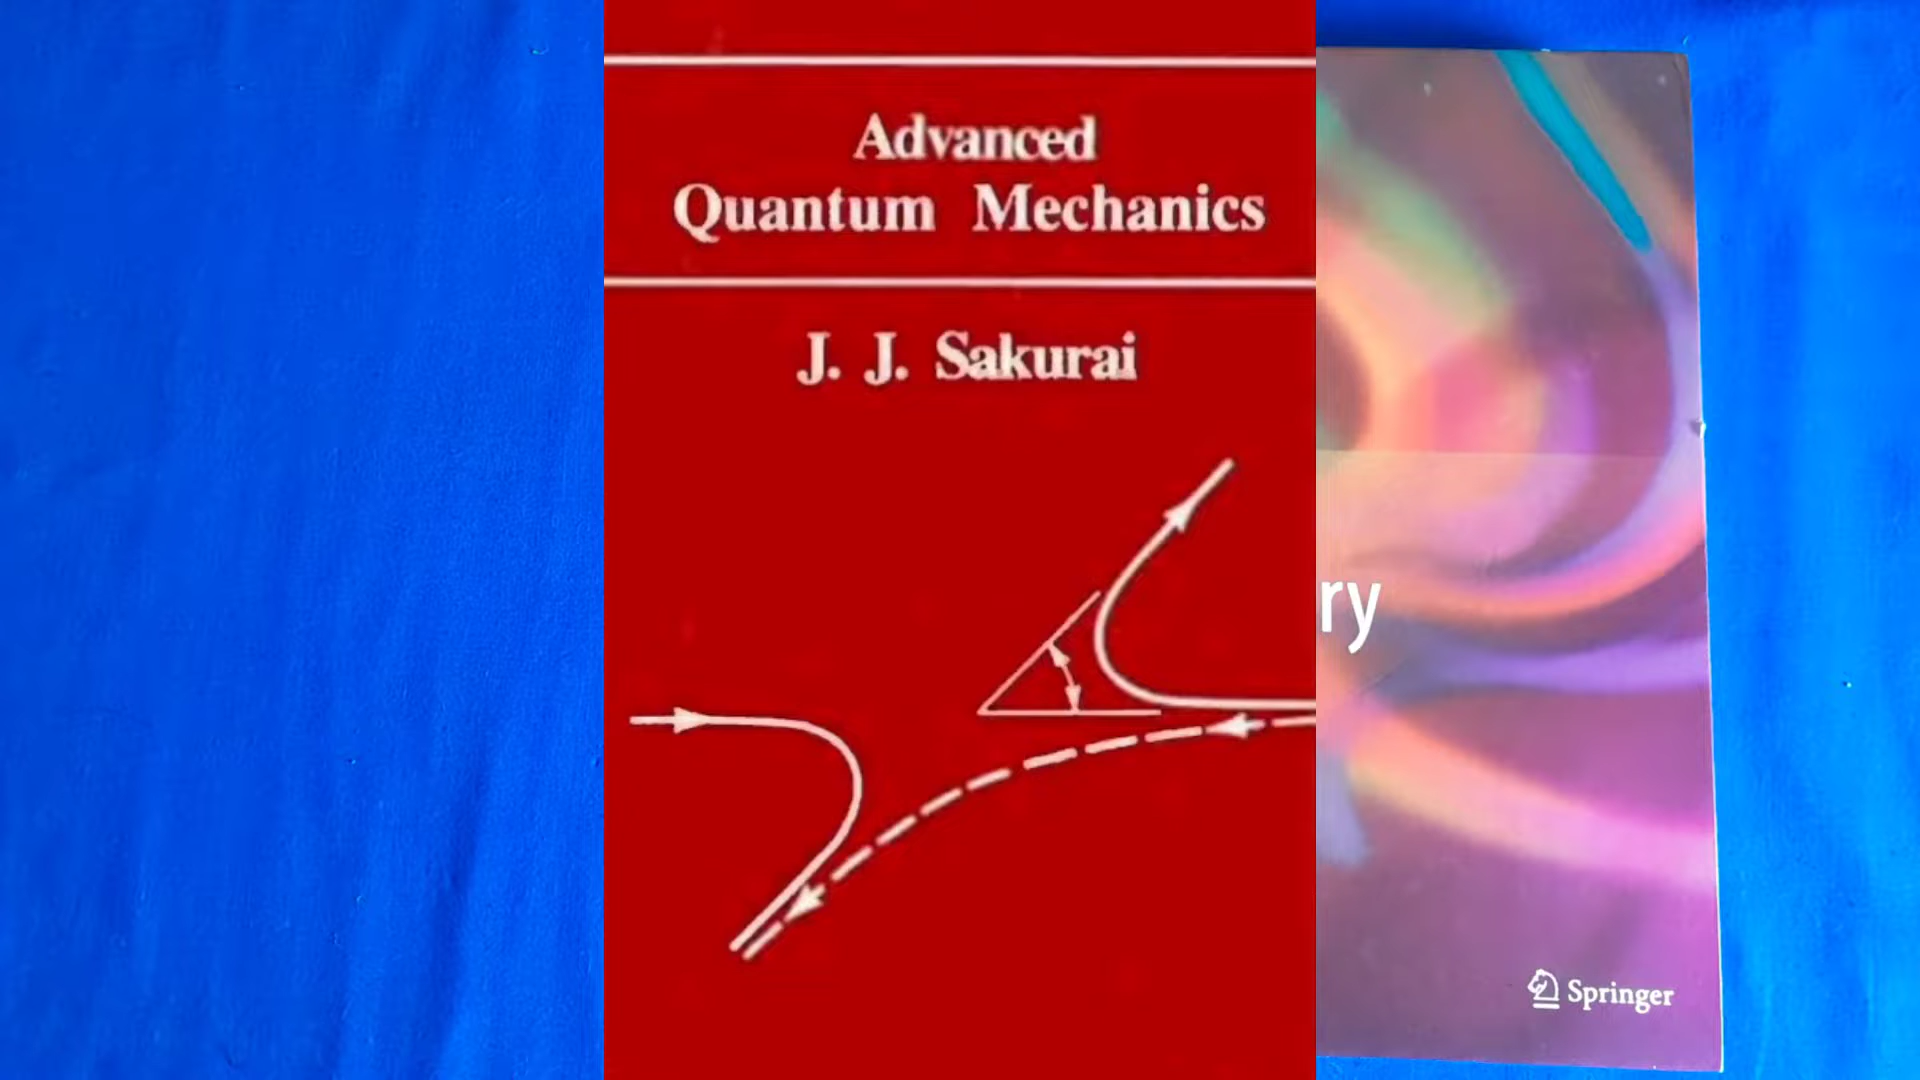 Advanced
Quantum Mechanics
J. J. Sakurai
ry
Springer